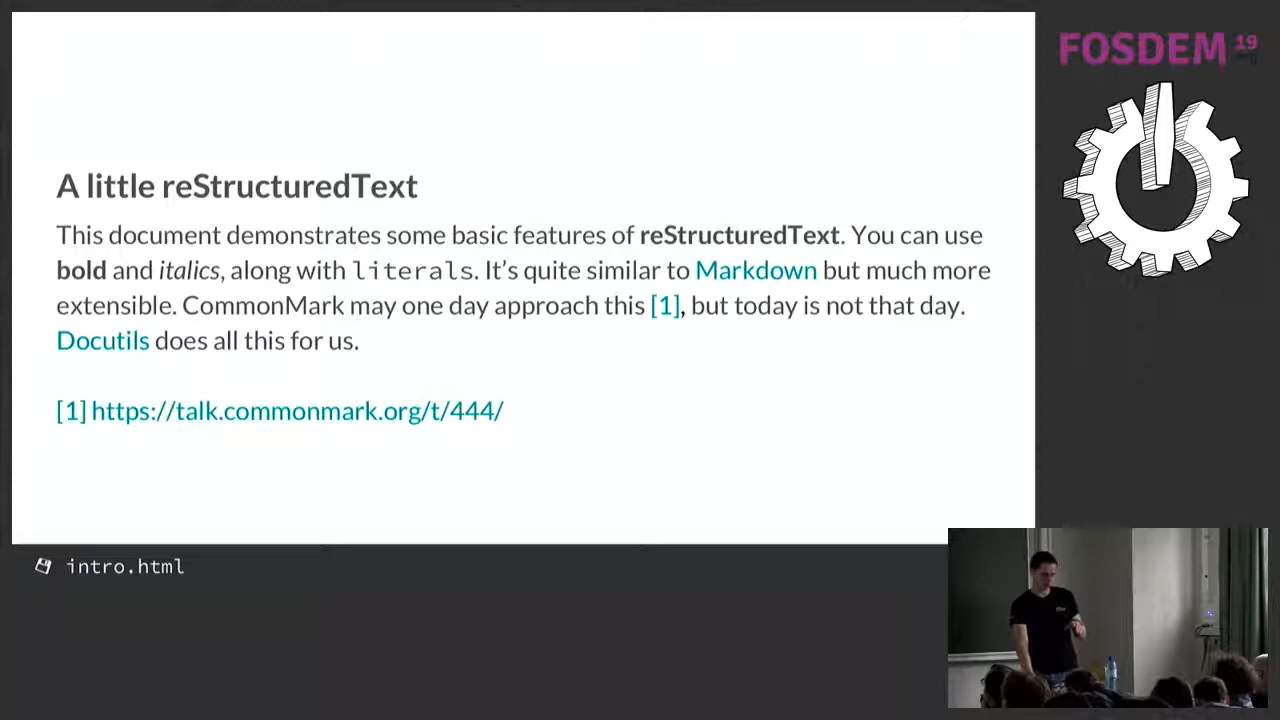 FOSDEM 19
A little reStructuredText
This document demonstrates some basic features of reStructuredText. You can use
bold and italics, along with literals. It’s quite similar to Markdown but much more
extensible. CommonMark may one day approach this [1], but today is not that day.
Docutils does all this for us.
[1] https://talk.commonmark.org/t/444/
intro.html